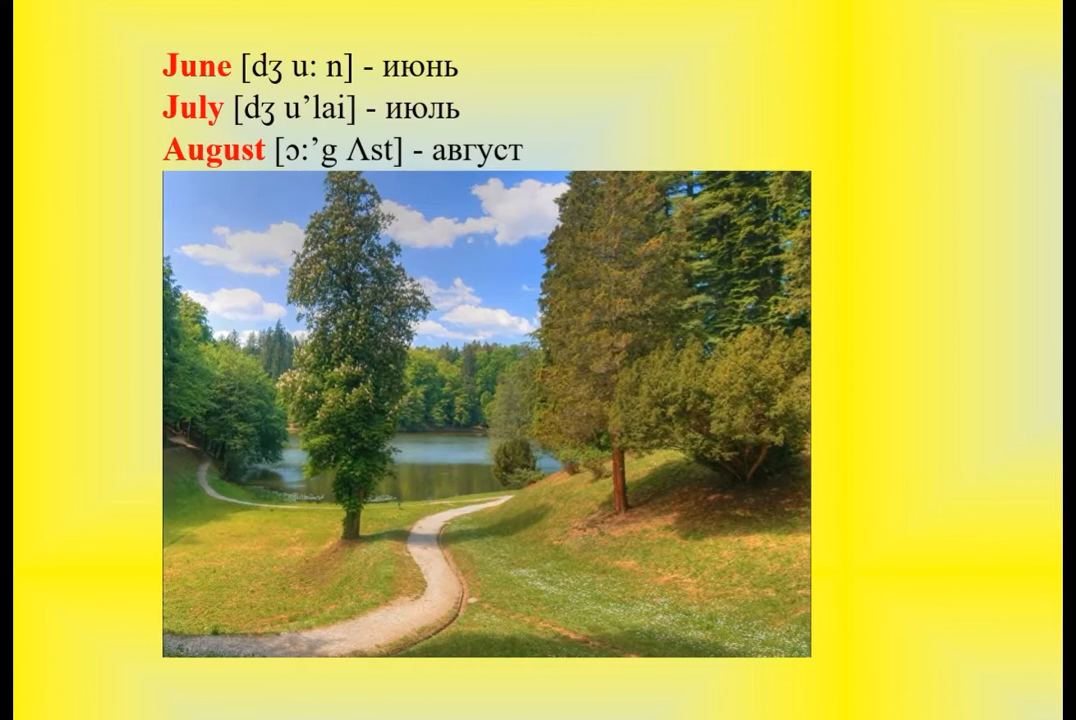 June [dʒ u: n] - июнь
July [dʒ u’lai] - июль
August [ɔ:’g Λst] - август